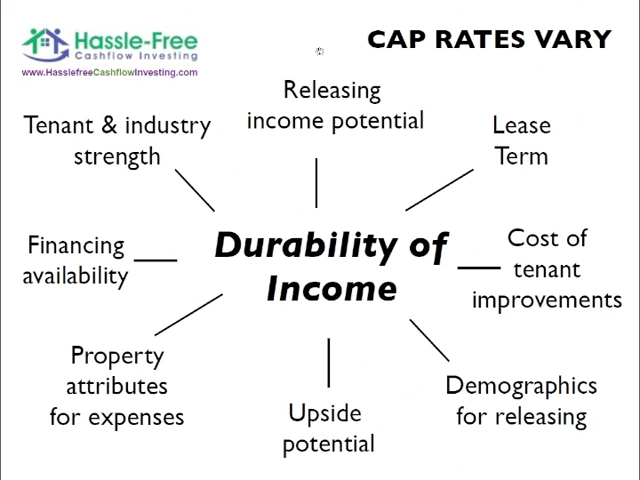 Hassle-Free
Cashflow Investing
www.HasslefreeCashflowInvesting.com
CAP RATES VARY
Releasing
income potential
Tenant & industry
strength
Lease
Term
Durability of
Income
Financing
availability
Cost of
tenant
improvements
Property
attributes
for expenses
Upside
potential
Demographics
for releasing